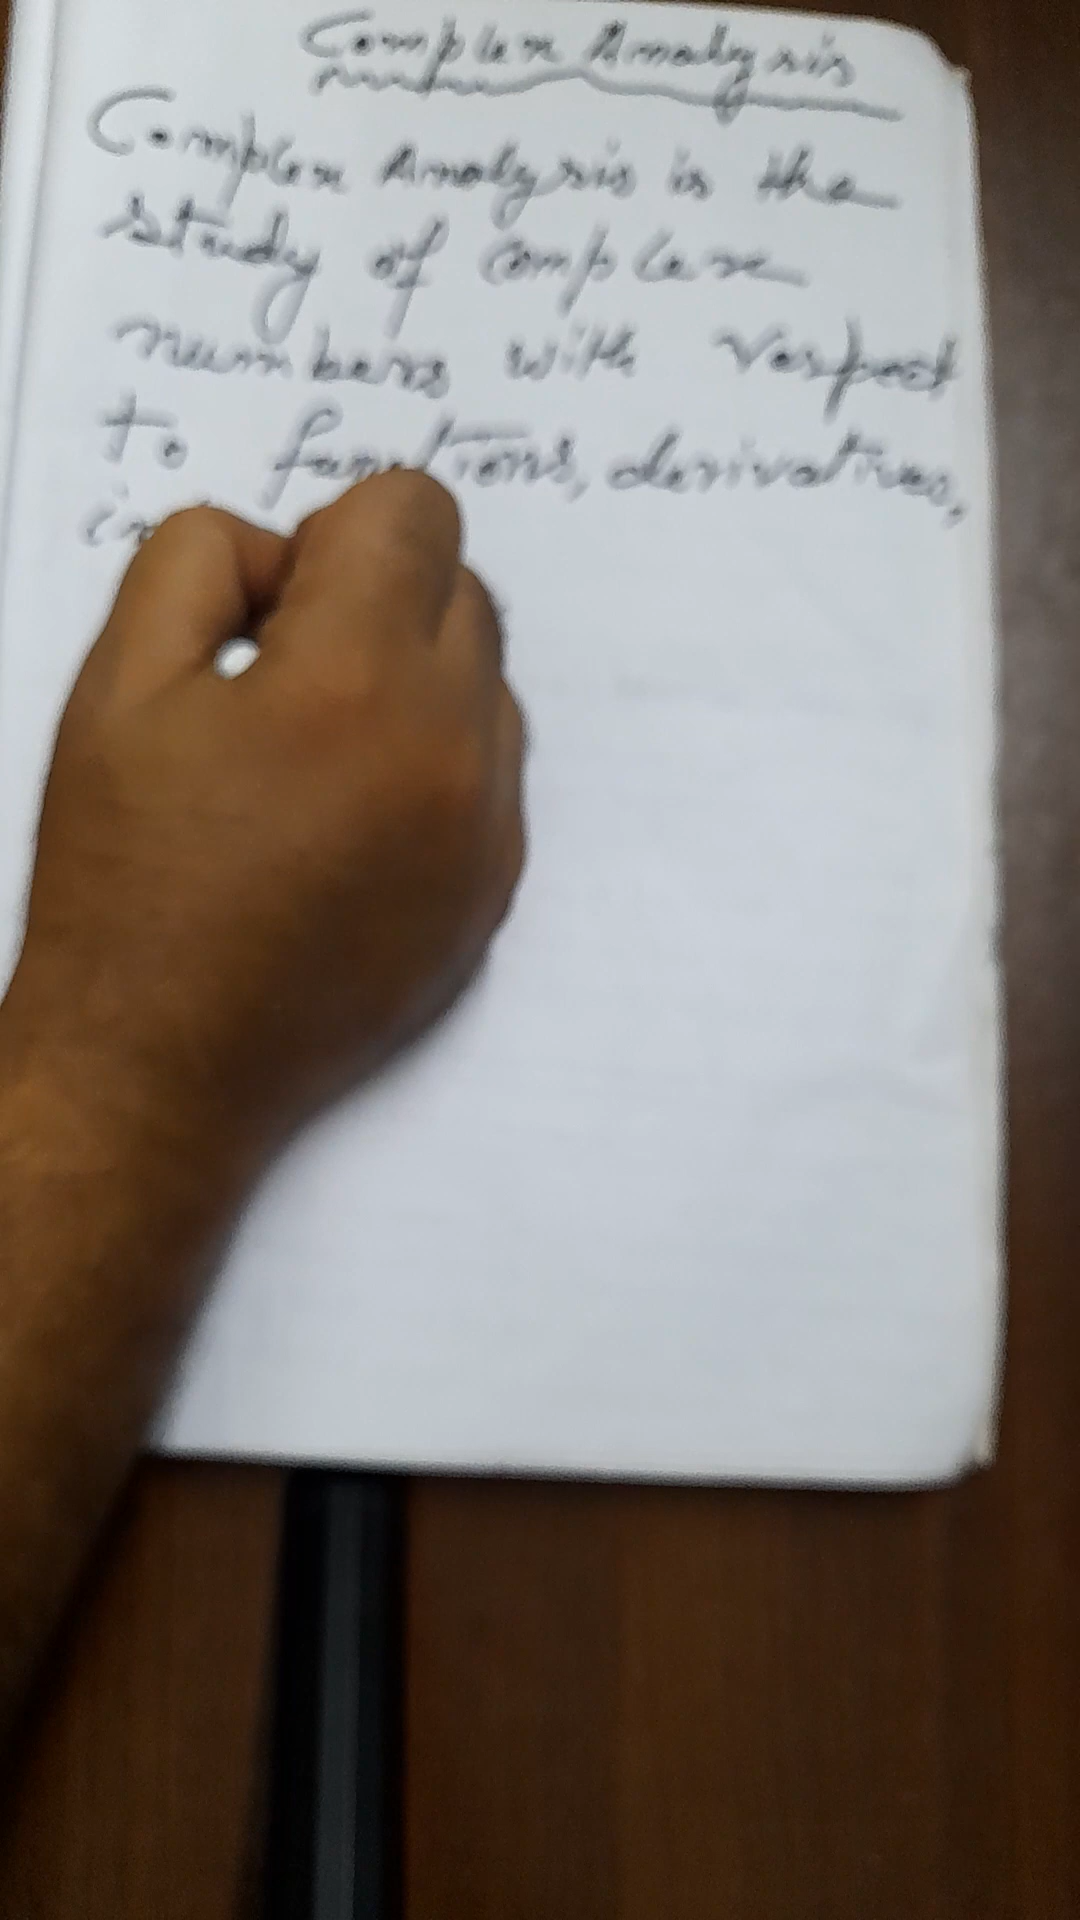 Complex Analysis
Complex Analysis is the
study of complex
numbers with respect
to functions, derivatives,